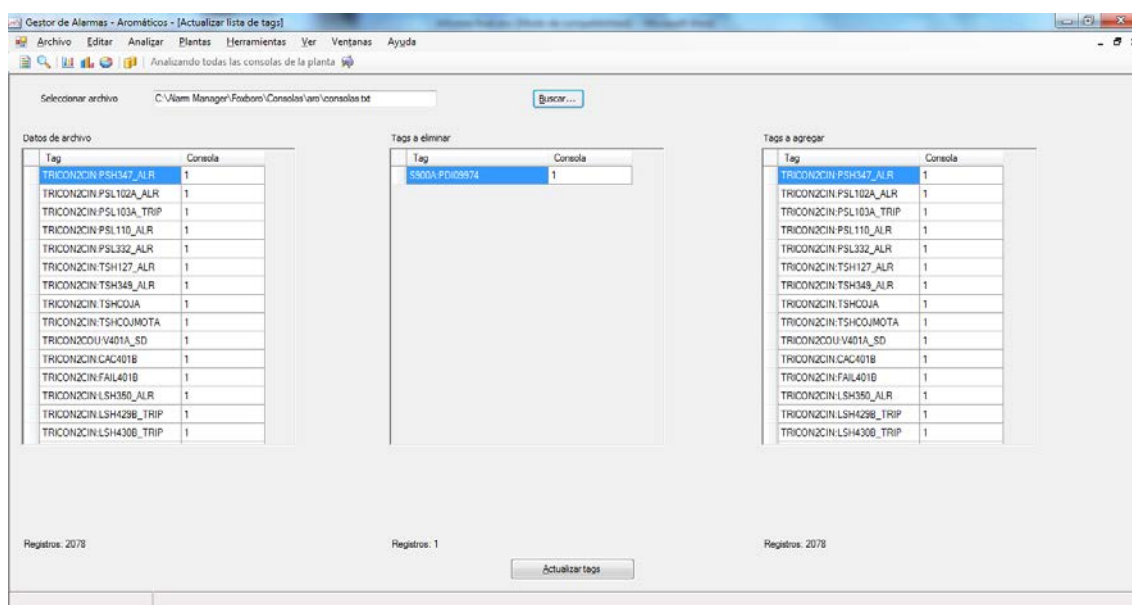 Gestor de Alarmas - Aromáticos - [Actualizar lista de tags]
Archivo Editar Analizar Plantas Herramientas Ver Ventanas Ayuda
Analizando todas las consolas de la planta
Seleccionar archivo C:\Alarm Manager\Foxboro\Consolas\aro\consolas.txt Buscar...
Datos de archivo Tags a eliminar Tags a agregar
Tag Consola Tag Consola Tag Consola
TRICON2CIN:PSH347_ALR 1 S900A:PDI09974 1 TRICON2CIN:PSH347_ALR 1
TRICON2CIN:PSL102A_ALR 1 TRICON2CIN:PSL102A_ALR 1
TRICON2CIN:PSL103A_TRIP 1 TRICON2CIN:PSL103A_TRIP 1
TRICON2CIN:PSL110_ALR 1 TRICON2CIN:PSL110_ALR 1
TRICON2CIN:PSL332_ALR 1 TRICON2CIN:PSL332_ALR 1
TRICON2CIN:TSH127_ALR 1 TRICON2CIN:TSH127_ALR 1
TRICON2CIN:TSH349_ALR 1 TRICON2CIN:TSH349_ALR 1
TRICON2CIN:TSHCOJA 1 TRICON2CIN:TSHCOJA 1
TRICON2CIN:TSHCOJMOTA 1 TRICON2CIN:TSHCOJMOTA 1
TRICON2COU:V401A_SD 1 TRICON2COU:V401A_SD 1
TRICON2CIN:CAC401B 1 TRICON2CIN:CAC401B 1
TRICON2CIN:FAIL401B 1 TRICON2CIN:FAIL401B 1
TRICON2CIN:LSH350_ALR 1 TRICON2CIN:LSH350_ALR 1
TRICON2CIN:LSH429B_TRIP 1 TRICON2CIN:LSH429B_TRIP 1
TRICON2CIN:LSH430B_TRIP 1 TRICON2CIN:LSH430B_TRIP 1
Registros: 2078 Registros: 1 Registros: 2078
Actualizar tags